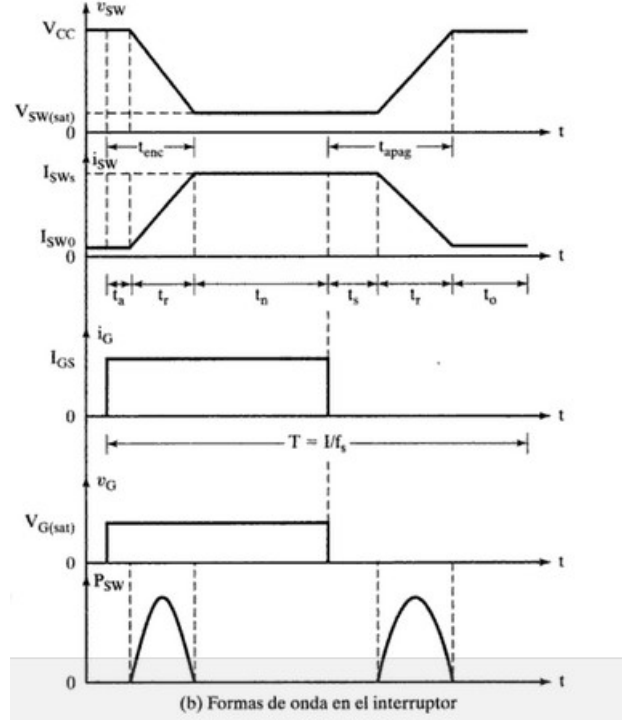 v_SW
V_CC
V_SW(sat)
0
t
t_enc
t_apag
i_SW
I_SWs
I_SW0
0
t
t_a t_r t_n t_s t_r t_o
i_G
I_GS
0
t
T = I/f_s
v_G
V_G(sat)
0
t
P_SW
0
t
(b) Formas de onda en el interruptor